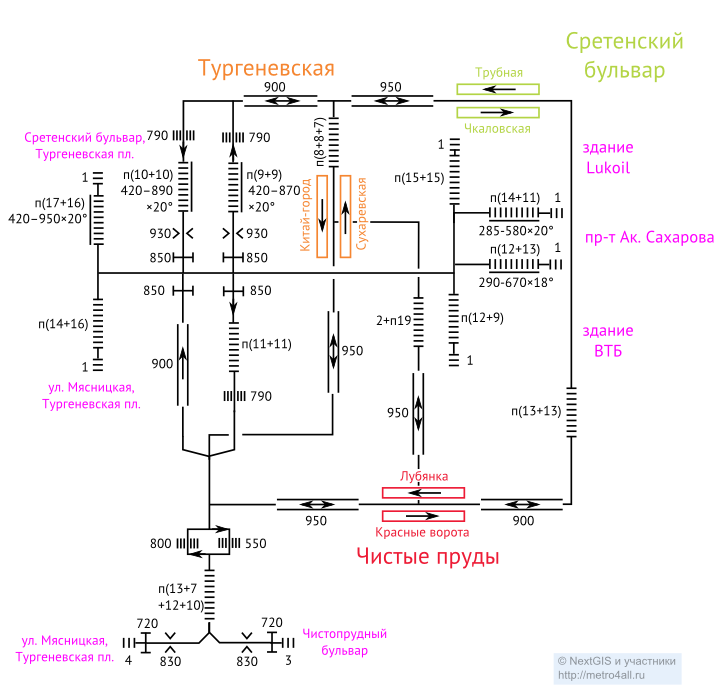 Сретенский
бульвар
Тургеневская
900
950
Трубная
Чкаловская
Сретенский бульвар,
Тургеневская пл.
790
790
п(8+8+7)
1
здание
Lukoil
1
п(10+10)
420–890
×20°
п(9+9)
420–870
×20°
п(15+15)
п(17+16)
420–950×20°
Китай-город
Сухаревская
п(14+11)
1
285-580×20°
930
930
пр-т Ак. Сахарова
п(12+13)
1
290-670×18°
850
850
850
850
п(14+16)
2+п19
п(12+9)
здание
ВТБ
п(11+11)
950
900
1
1
ул. Мясницкая,
Тургеневская пл.
790
950
п(13+13)
Лубянка
950
900
Красные ворота
Чистые пруды
800
550
п(13+7
+12+10)
720
720
ул. Мясницкая,
Тургеневская пл.
Чистопрудный
бульвар
4
830
830
3
© NextGIS и участники
http://metro4all.ru